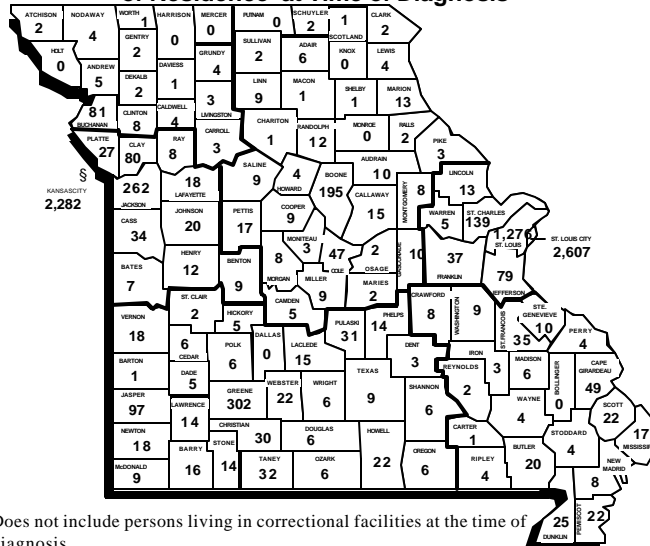 of Residence at Time of Diagnosis
ATCHISON
2
NODAWAY
4
WORTH
1
HARRISON
0
MERCER
0
PUTNAM
0
SCHUYLER
2
1
SCOTLAND
CLARK
2
HOLT
0
GENTRY
2
SULLIVAN
2
ADAIR
6
KNOX
0
LEWIS
4
ANDREW
5
DEKALB
2
DAVIESS
1
GRUNDY
4
LINN
9
MACON
1
SHELBY
1
MARION
13
81
BUCHANAN
CLINTON
8
CALDWELL
4
3
LIVINGSTON
CHARITON
1
RANDOLPH
12
MONROE
0
RALLS
2
PLATTE
27
CLAY
80
RAY
8
CARROLL
3
PIKE
3
§
KANSASCITY
2,282
262
JACKSON
18
LAFAYETTE
SALINE
9
4
HOWARD
BOONE
195
AUDRAIN
10
CALLAWAY
15
MONTGOMERY
8
LINCOLN
13
CASS
34
JOHNSON
20
PETTIS
17
COOPER
9
WARREN
5
ST. CHARLES
139
1,276
ST. LOUIS
ST. LOUIS CITY
2,607
BATES
7
HENRY
12
BENTON
9
8
MORGAN
MONITEAU
3
47
COLE
2
OSAGE
GASCONADE
10
37
FRANKLIN
79
JEFFERSON
MILLER
9
MARIES
2
VERNON
18
ST. CLAIR
2
HICKORY
5
CAMDEN
5
PULASKI
31
PHELPS
14
CRAWFORD
8
WASHINGTON
9
ST.FRANCOIS
35
STE.
GENEVIEVE
10
PERRY
4
6
CEDAR
POLK
6
DALLAS
0
LACLEDE
15
DENT
3
IRON
3
MADISON
6
BOLLINGER
0
CAPE
GIRARDEAU
49
BARTON
1
DADE
5
GREENE
302
WEBSTER
22
WRIGHT
6
TEXAS
9
SHANNON
6
REYNOLDS
2
WAYNE
4
SCOTT
22
JASPER
97
LAWRENCE
14
CHRISTIAN
30
DOUGLAS
6
HOWELL
22
CARTER
1
STODDARD
4
17
MISSISSIPPI
NEWTON
18
BARRY
16
STONE
14
TANEY
32
OZARK
6
OREGON
6
RIPLEY
4
BUTLER
20
NEW
MADRID
8
McDONALD
9
25
DUNKLIN
PEMISCOT
22
Does not include persons living in correctional facilities at the time of
diagnosis